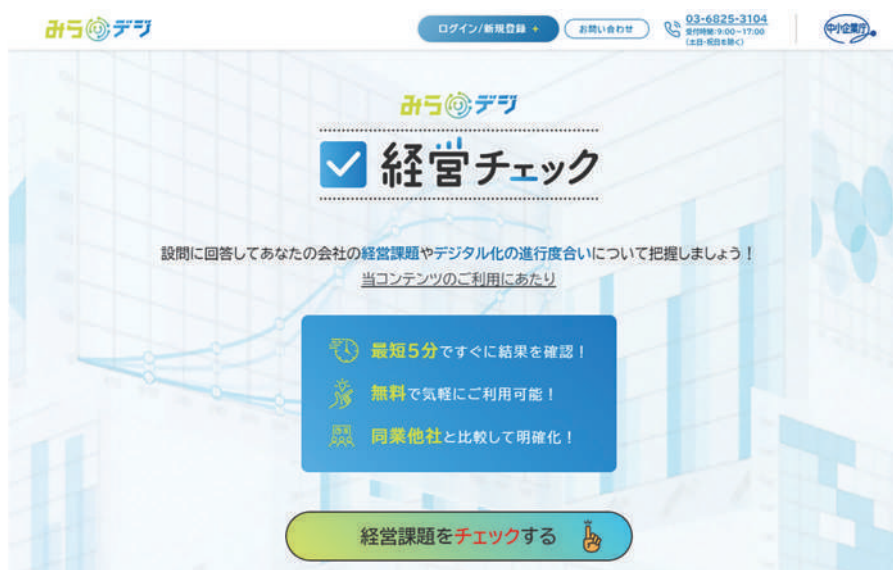 みらデジ
ログイン/新規登録 +
お問い合わせ
03-6825-3104
受付時間:9:00~17:00
(土日・祝日を除く)
中小企業庁
みらデジ
経営チェック
設問に回答してあなたの会社の経営課題やデジタル化の進行度合いについて把握しましょう!
当コンテンツのご利用にあたり
最短5分ですぐに結果を確認!
無料で気軽にご利用可能!
同業他社と比較して明確化!
経営課題をチェックする